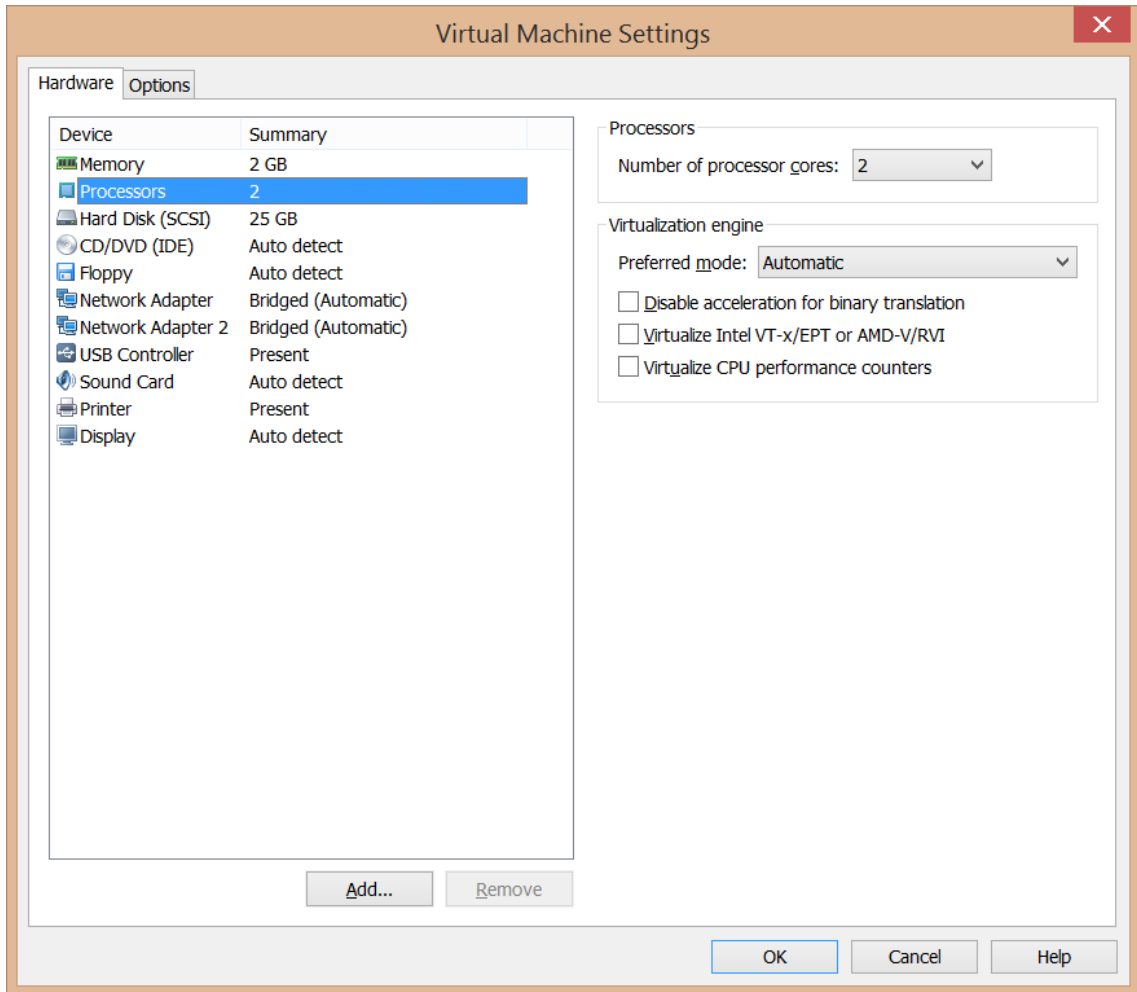 Virtual Machine Settings
Hardware Options
Device Summary
Memory 2 GB
Processors 2
Hard Disk (SCSI) 25 GB
CD/DVD (IDE) Auto detect
Floppy Auto detect
Network Adapter Bridged (Automatic)
Network Adapter 2 Bridged (Automatic)
USB Controller Present
Sound Card Auto detect
Printer Present
Display Auto detect
Add... Remove
Processors
Number of processor cores: 2
Virtualization engine
Preferred mode: Automatic
Disable acceleration for binary translation
Virtualize Intel VT-x/EPT or AMD-V/RVI
Virtualize CPU performance counters
OK Cancel Help